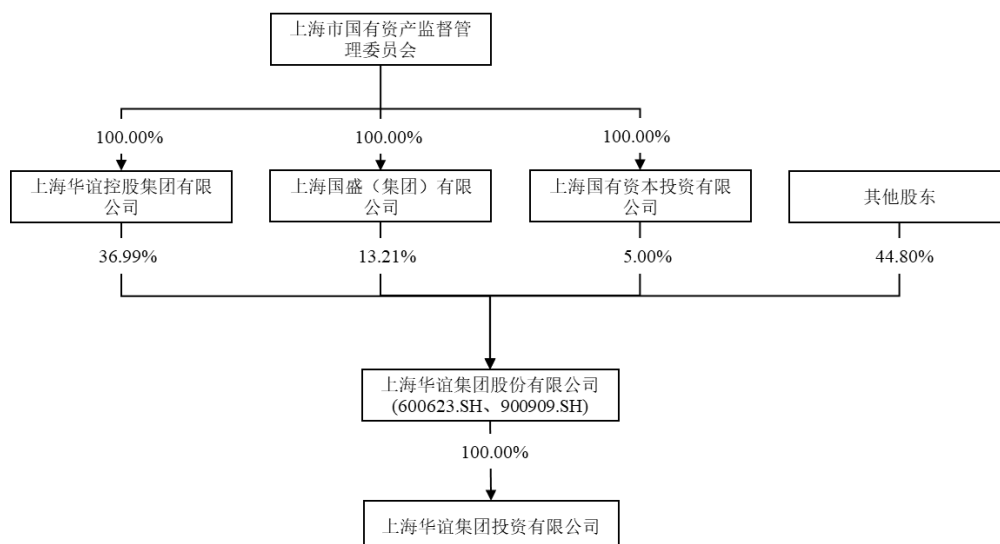 上海市国有资产监督管
理委员会
100.00%
100.00%
100.00%
上海华谊控股集团有限
公司
上海国盛（集团）有限
公司
上海国有资本投资有限
公司
其他股东
36.99%
13.21%
5.00%
44.80%
上海华谊集团股份有限公司
(600623.SH、900909.SH)
100.00%
上海华谊集团投资有限公司